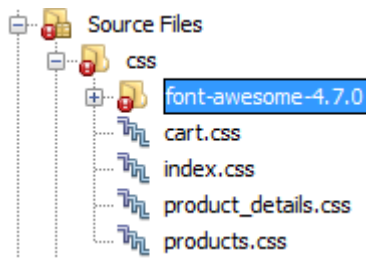 Source Files
css
font-awesome-4.7.0
cart.css
index.css
product_details.css
products.css